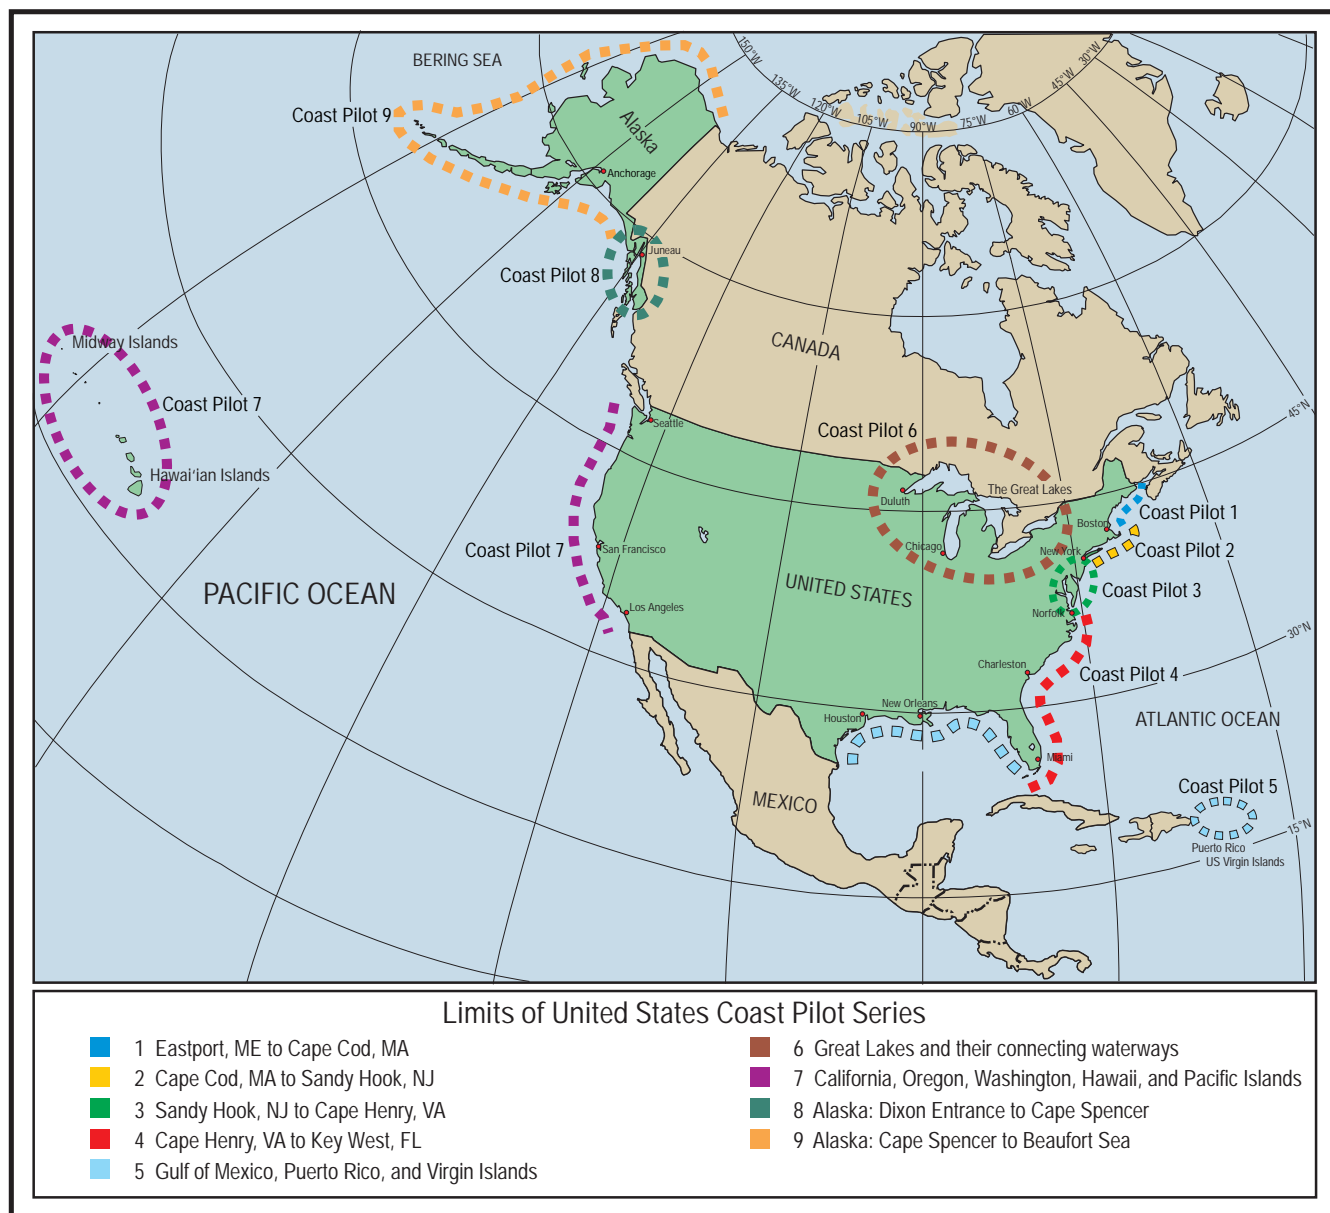 BERING SEA
150°W
135°W
120°W
105°W
90°W
75°W
60°W
45°W
30°W
Coast Pilot 9
Alaska
Anchorage
Juneau
Coast Pilot 8
CANADA
Midway Islands
Coast Pilot 7
Hawai'ian Islands
45°N
Seattle
Coast Pilot 6
The Great Lakes
Duluth
Coast Pilot 1
Boston
Coast Pilot 7
San Francisco
Chicago
New York
Coast Pilot 2
PACIFIC OCEAN
UNITED STATES
Coast Pilot 3
Los Angeles
Norfolk
30°N
Charleston
Coast Pilot 4
New Orleans
Houston
ATLANTIC OCEAN
Miami
MEXICO
Coast Pilot 5
15°N
Puerto Rico
US Virgin Islands
Limits of United States Coast Pilot Series
1 Eastport, ME to Cape Cod, MA
2 Cape Cod, MA to Sandy Hook, NJ
3 Sandy Hook, NJ to Cape Henry, VA
4 Cape Henry, VA to Key West, FL
5 Gulf of Mexico, Puerto Rico, and Virgin Islands
6 Great Lakes and their connecting waterways
7 California, Oregon, Washington, Hawaii, and Pacific Islands
8 Alaska: Dixon Entrance to Cape Spencer
9 Alaska: Cape Spencer to Beaufort Sea